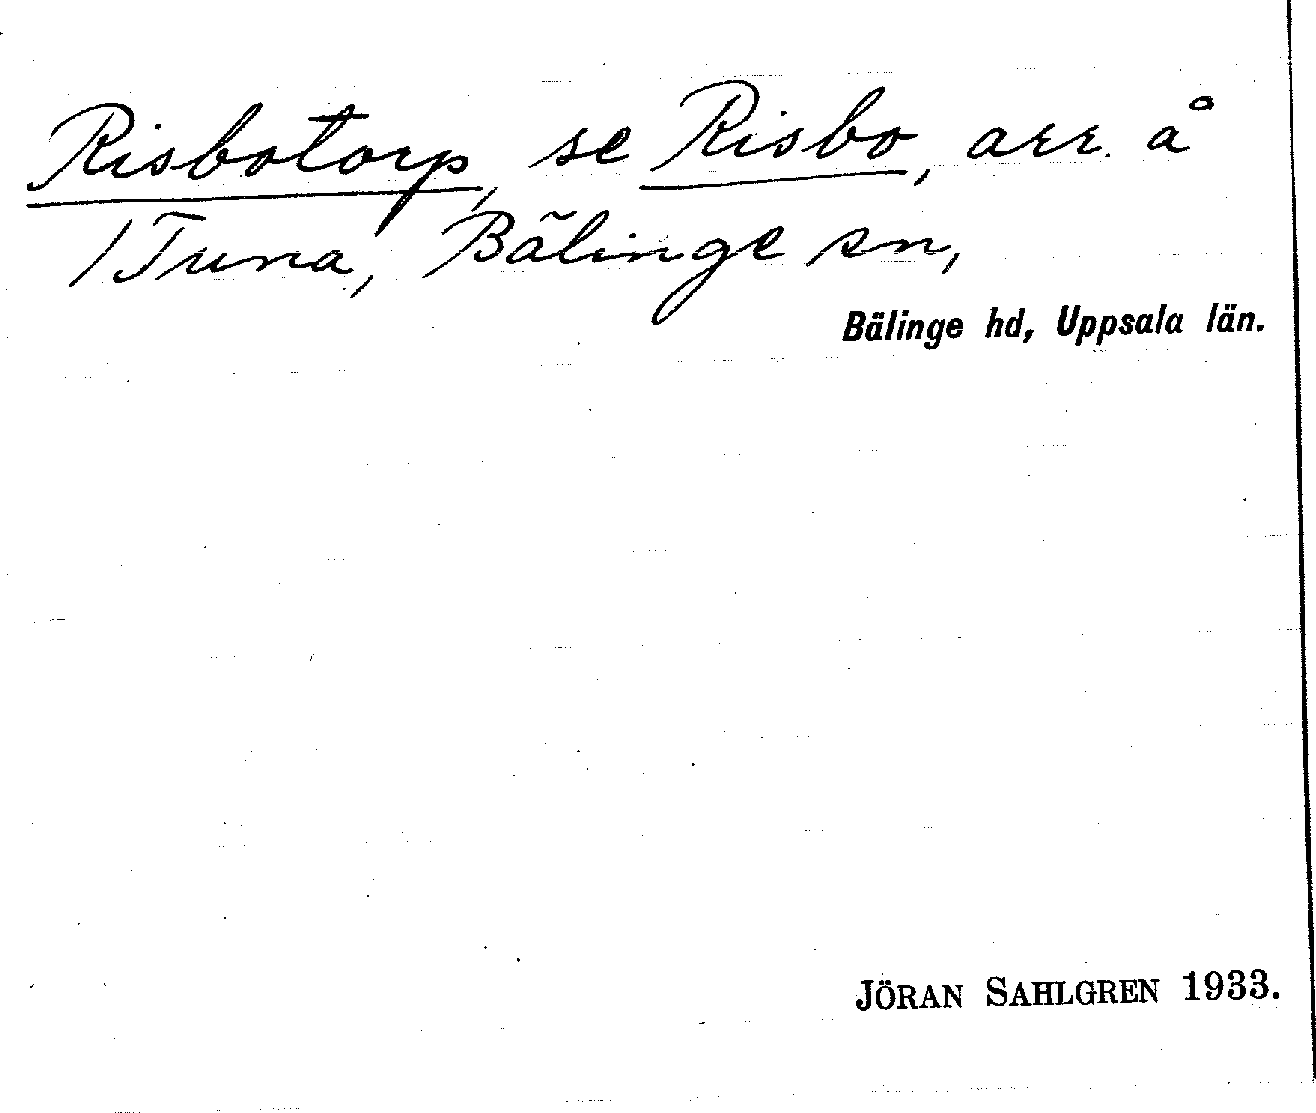 Risbotorp, se Risbo, arr. å
/Tuna, Bälinge sn,
Bälinge hd, Uppsala län.
JÖRAN SAHLGREN 1933.